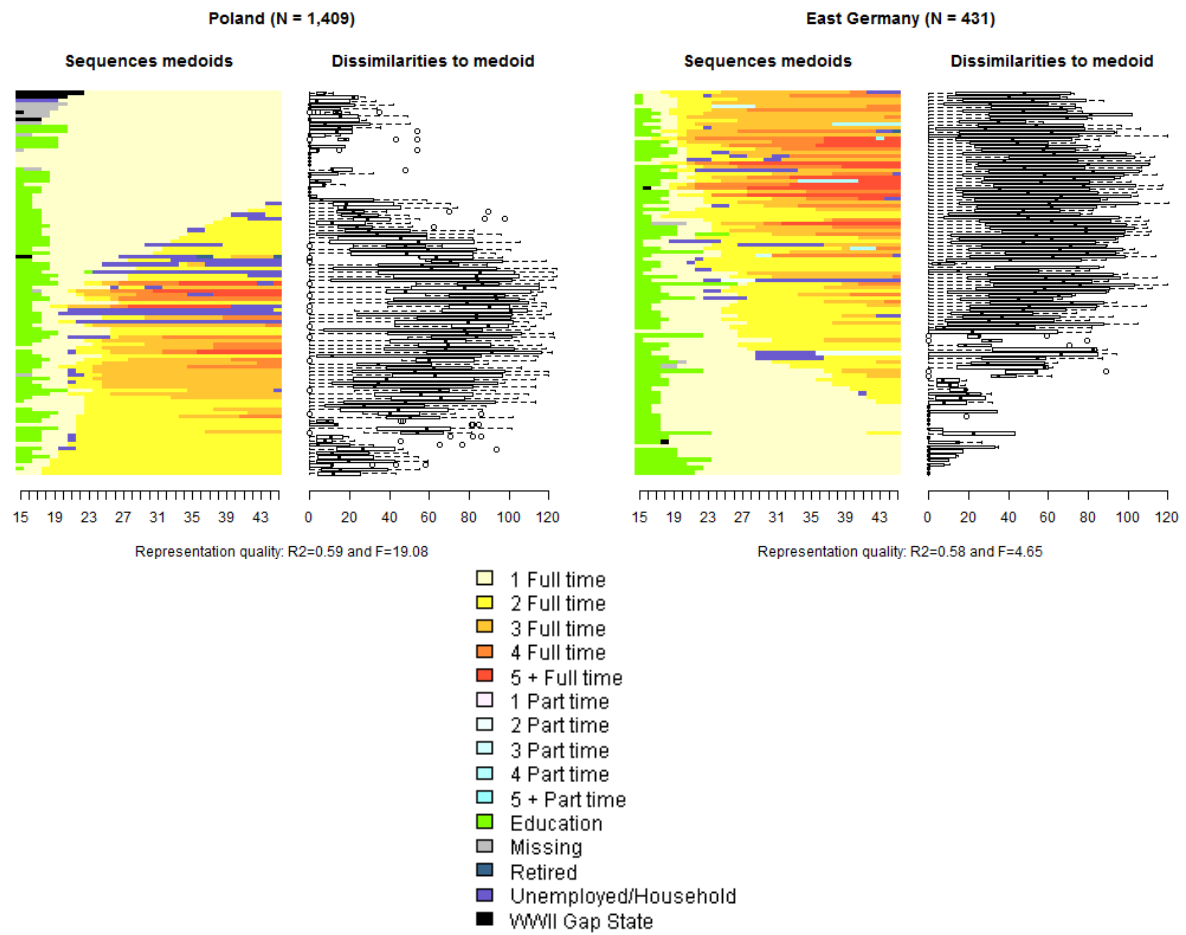 Poland (N = 1,409)
East Germany (N = 431)
Sequences medoids
Dissimilarities to medoid
Sequences medoids
Dissimilarities to medoid
15 19 23 27 31 35 39 43
0 20 40 60 80 100 120
15 19 23 27 31 35 39 43
0 20 40 60 80 100 120
Representation quality: R2=0.59 and F=19.08
Representation quality: R2=0.58 and F=4.65
1 Full time
2 Full time
3 Full time
4 Full time
5 + Full time
1 Part time
2 Part time
3 Part time
4 Part time
5 + Part time
Education
Missing
Retired
Unemployed/Household
WWII Gap State